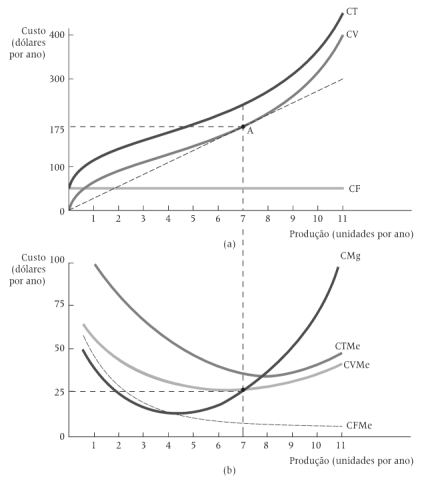 Custo
(dólares
por ano)
400
300
175
100
0
CT
CV
A
CF
1 2 3 4 5 6 7 8 9 10 11
Produção (unidades por ano)
(a)
Custo
(dólares
por ano)
100
75
50
25
0
CMg
CTMe
CVMe
CFMe
1 2 3 4 5 6 7 8 9 10 11
Produção (unidades por ano)
(b)